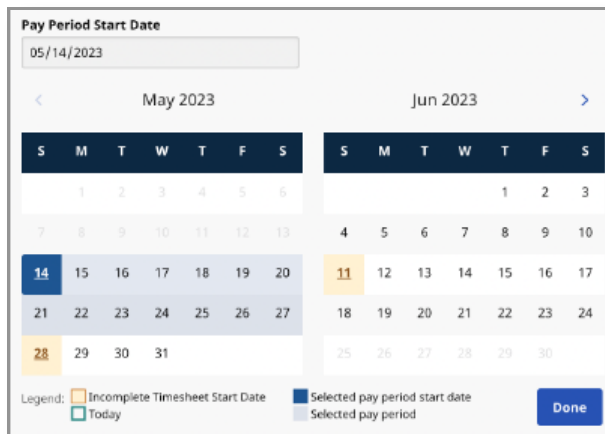 Pay Period Start Date
05/14/2023
May 2023 Jun 2023
S M T W T F S S M T W T F S
1 2 3 4 5 6 1 2 3
7 8 9 10 11 12 13 4 5 6 7 8 9 10
14 15 16 17 18 19 20 11 12 13 14 15 16 17
21 22 23 24 25 26 27 18 19 20 21 22 23 24
28 29 30 31 25 26 27 28 29 30
Legend: Incomplete Timesheet Start Date Selected pay period start date
Today Selected pay period
Done